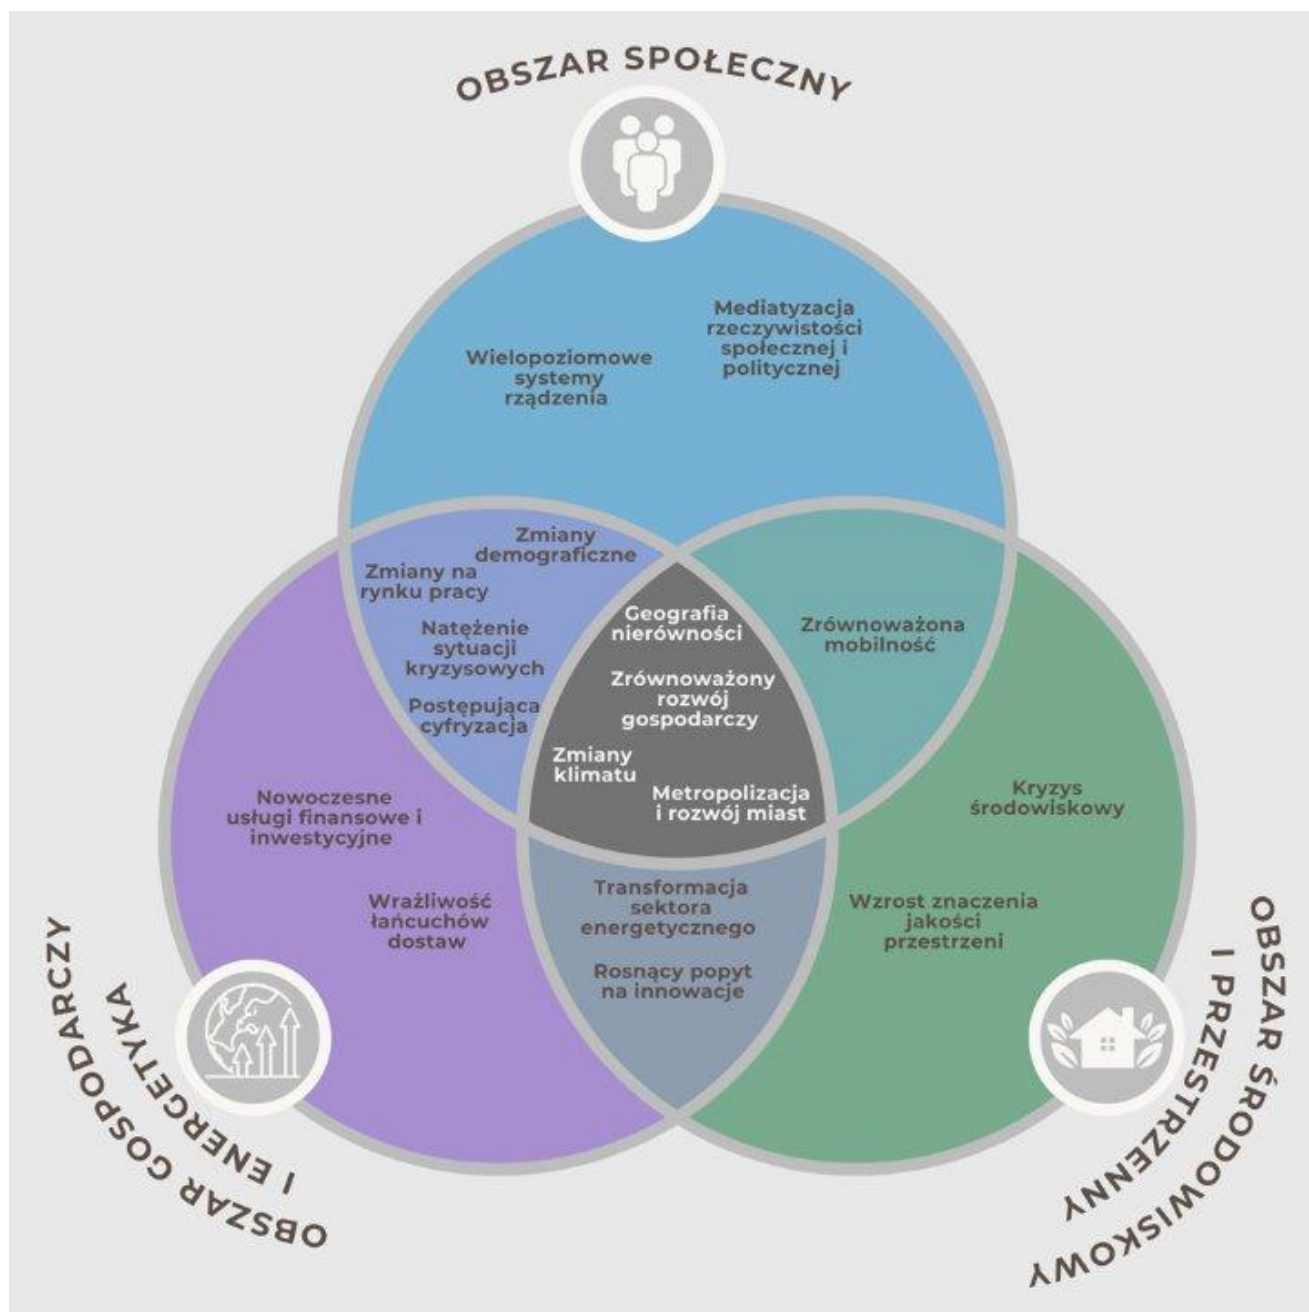 OBSZAR SPOŁECZNY
Mediatyzacja
rzeczywistości
społecznej i
politycznej
Wielopoziomowe
systemy
rządzenia
Zmiany
demograficzne
Zmiany na
rynku pracy
Natężenie
sytuacji
kryzysowych
Postępująca
cyfryzacja
Geografia
nierówności
Zrównoważony
rozwój
gospodarczy
Zmiany
klimatu
Metropolizacja
i rozwój miast
Zrównoważona
mobilność
Nowoczesne
usługi finansowe i
inwestycyjne
Wrażliwość
łańcuchów
dostaw
Transformacja
sektora
energetycznego
Rosnący popyt
na innowacje
Kryzys
środowiskowy
Wzrost znaczenia
jakości
przestrzeni
OBSZAR GOSPODARCZY
I ENERGETYKA
OBSZAR ŚRODOWISKOWY
I PRZESTRZENNY